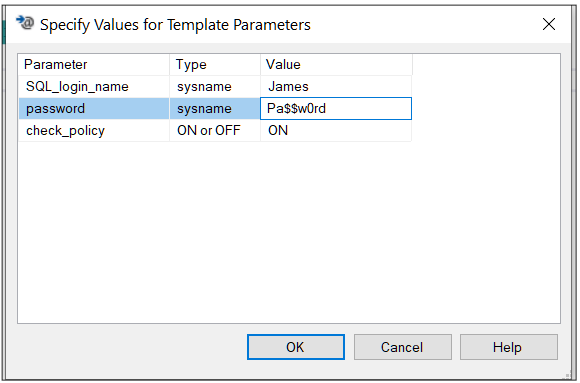 Specify Values for Template Parameters
Parameter Type Value
SQL_login_name sysname James
password sysname Pa$$w0rd
check_policy ON or OFF ON
OK Cancel Help